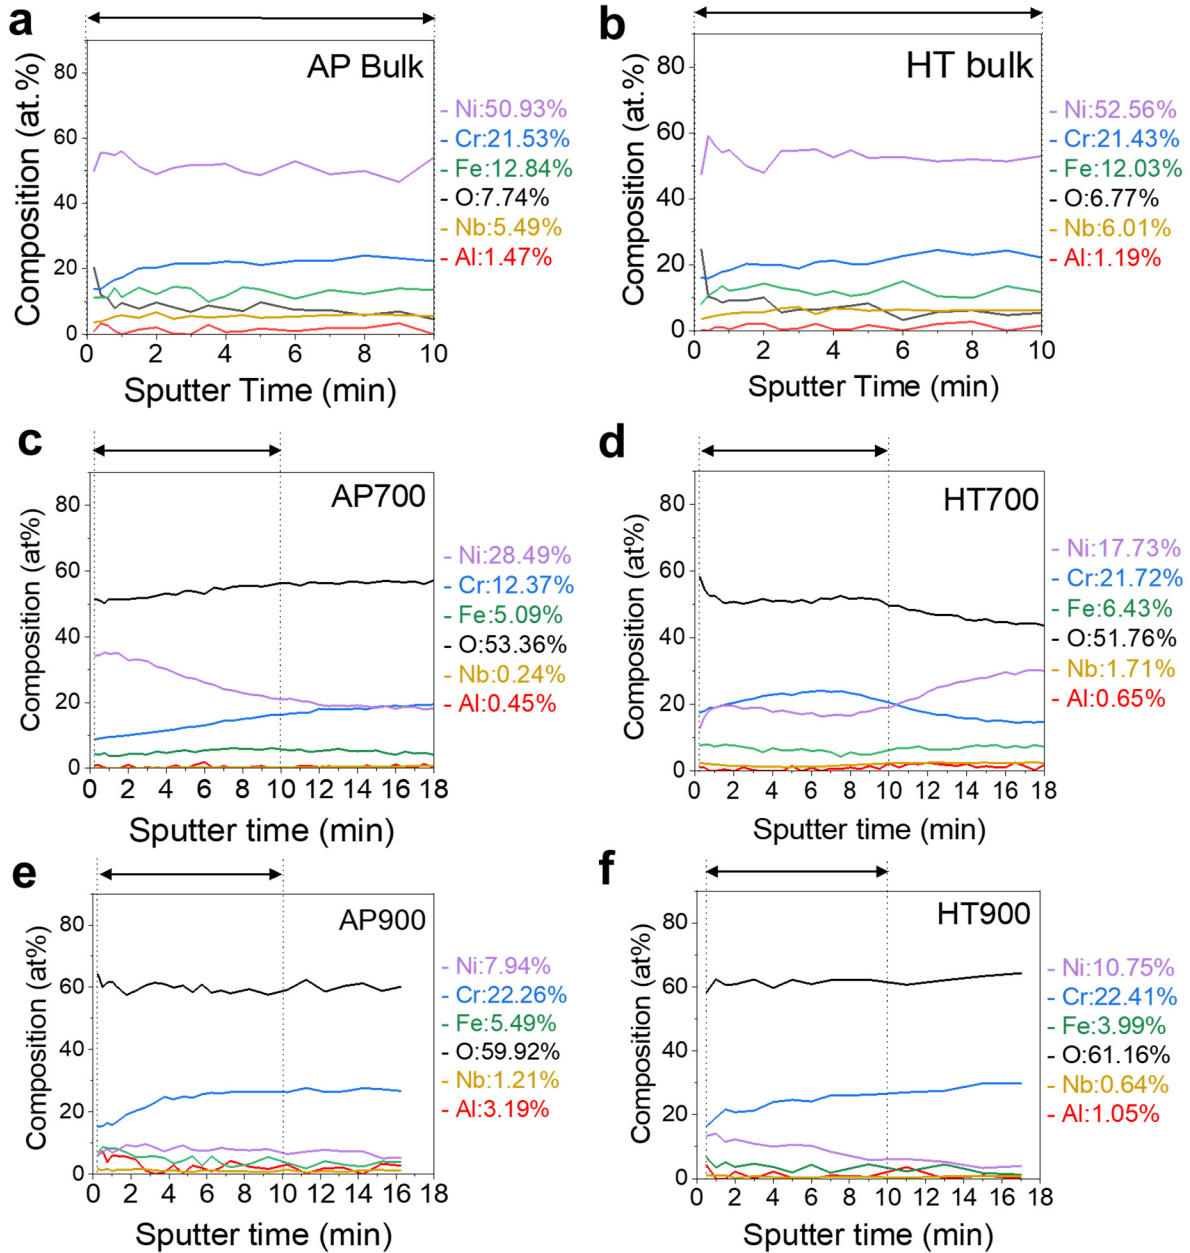 a
AP Bulk
Composition (at.%)
80
60
40
20
0
0 2 4 6 8 10
Sputter Time (min)
- Ni:50.93%
- Cr:21.53%
- Fe:12.84%
- O:7.74%
- Nb:5.49%
- Al:1.47%
b
HT bulk
Composition (at.%)
80
60
40
20
0
0 2 4 6 8 10
Sputter Time (min)
- Ni:52.56%
- Cr:21.43%
- Fe:12.03%
- O:6.77%
- Nb:6.01%
- Al:1.19%
c
AP700
Composition (at%)
80
60
40
20
0
0 2 4 6 8 10 12 14 16 18
Sputter time (min)
- Ni:28.49%
- Cr:12.37%
- Fe:5.09%
- O:53.36%
- Nb:0.24%
- Al:0.45%
d
HT700
Composition (at%)
80
60
40
20
0
0 2 4 6 8 10 12 14 16 18
Sputter time (min)
- Ni:17.73%
- Cr:21.72%
- Fe:6.43%
- O:51.76%
- Nb:1.71%
- Al:0.65%
e
AP900
Composition (at%)
80
60
40
20
0
0 2 4 6 8 10 12 14 16 18
Sputter time (min)
- Ni:7.94%
- Cr:22.26%
- Fe:5.49%
- O:59.92%
- Nb:1.21%
- Al:3.19%
f
HT900
Composition (at%)
80
60
40
20
0
0 2 4 6 8 10 12 14 16 18
Sputter time (min)
- Ni:10.75%
- Cr:22.41%
- Fe:3.99%
- O:61.16%
- Nb:0.64%
- Al:1.05%